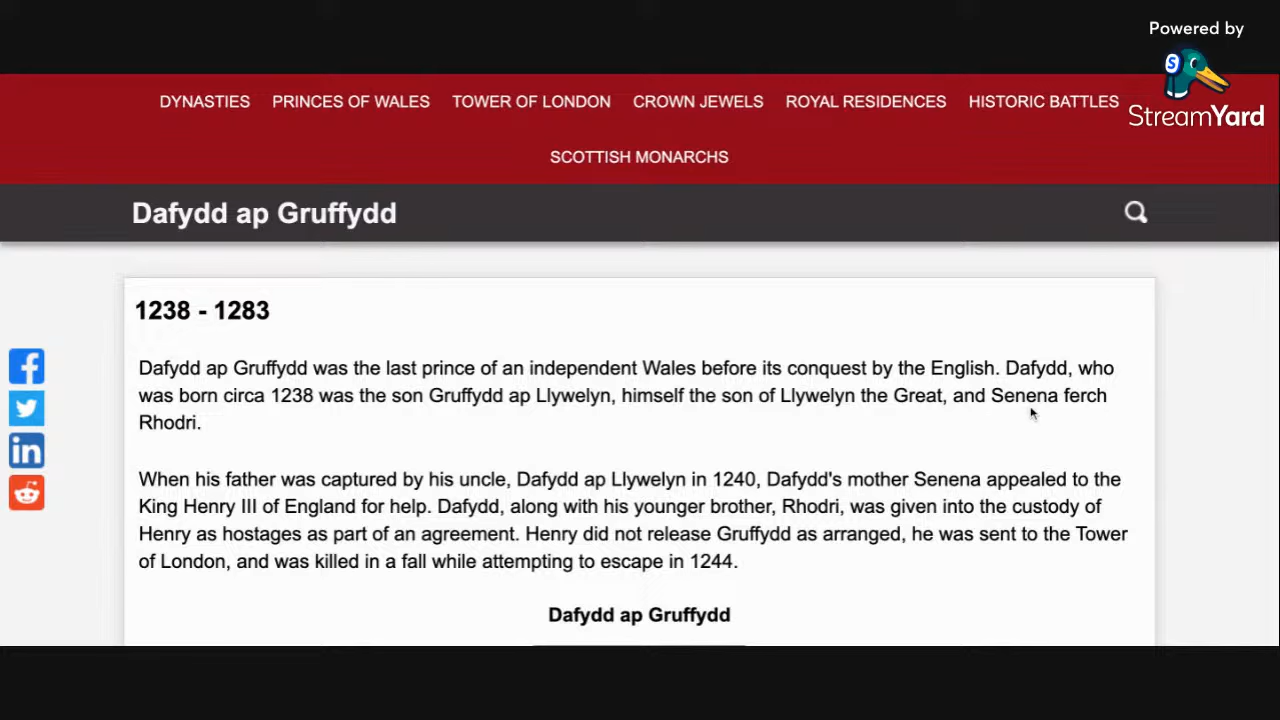 Powered by
StreamYard
DYNASTIES PRINCES OF WALES TOWER OF LONDON CROWN JEWELS ROYAL RESIDENCES HISTORIC BATTLES
SCOTTISH MONARCHS
Dafydd ap Gruffydd
1238 - 1283
Dafydd ap Gruffydd was the last prince of an independent Wales before its conquest by the English. Dafydd, who
was born circa 1238 was the son Gruffydd ap Llywelyn, himself the son of Llywelyn the Great, and Senena ferch
Rhodri.
When his father was captured by his uncle, Dafydd ap Llywelyn in 1240, Dafydd's mother Senena appealed to the
King Henry III of England for help. Dafydd, along with his younger brother, Rhodri, was given into the custody of
Henry as hostages as part of an agreement. Henry did not release Gruffydd as arranged, he was sent to the Tower
of London, and was killed in a fall while attempting to escape in 1244.
Dafydd ap Gruffydd